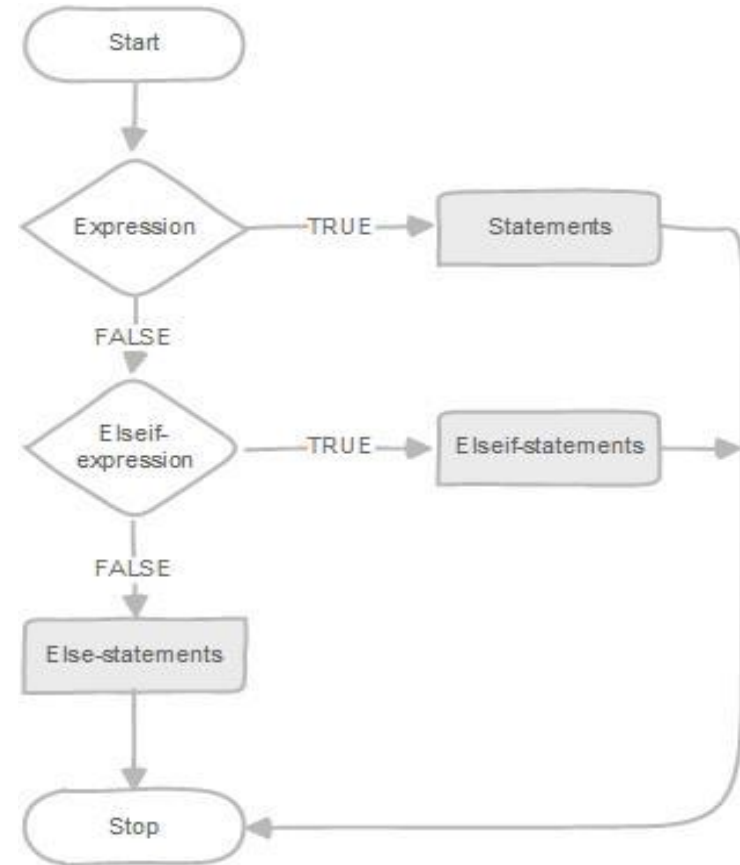 Start
Expression
TRUE
Statements
FALSE
Elseif-
expression
TRUE
Elseif-statements
FALSE
Else-statements
Stop